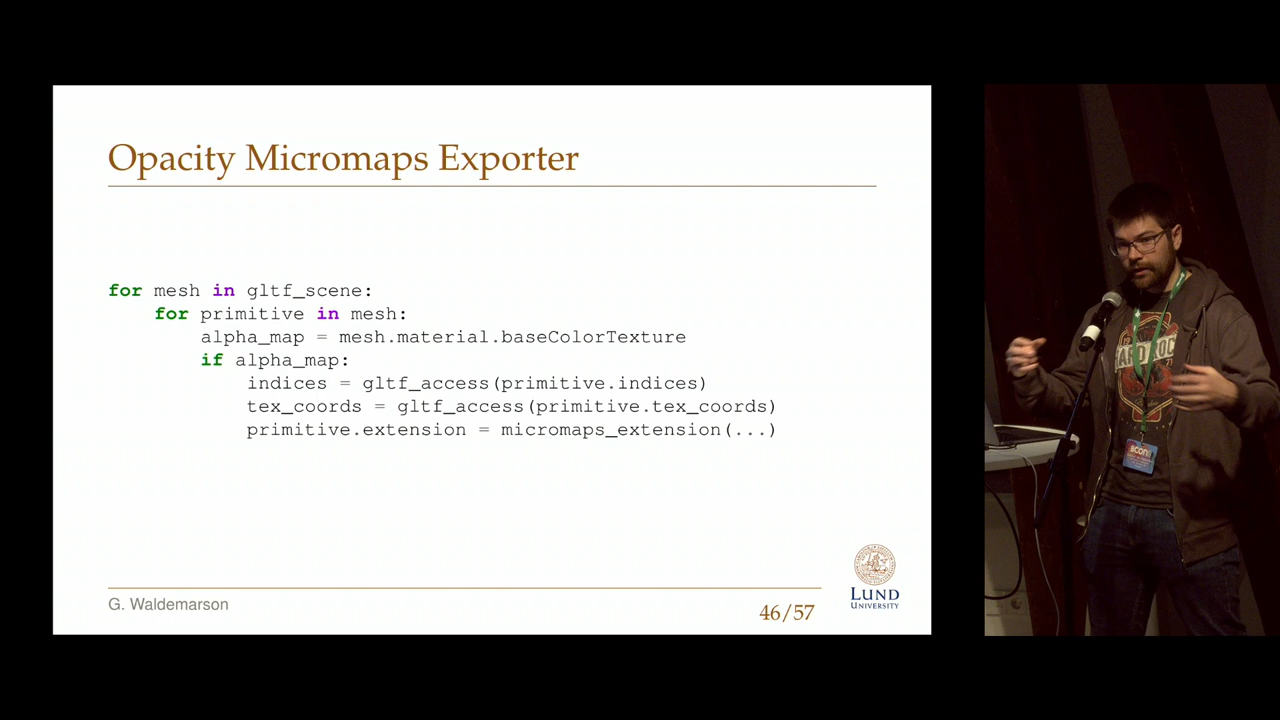 Opacity Micromaps Exporter
for mesh in gltf_scene:
    for primitive in mesh:
        alpha_map = mesh.material.baseColorTexture
        if alpha_map:
            indices = gltf_access(primitive.indices)
            tex_coords = gltf_access(primitive.tex_coords)
            primitive.extension = micromaps_extension(...)
G. Waldemarson
46/57
LUND
UNIVERSITY
BCON